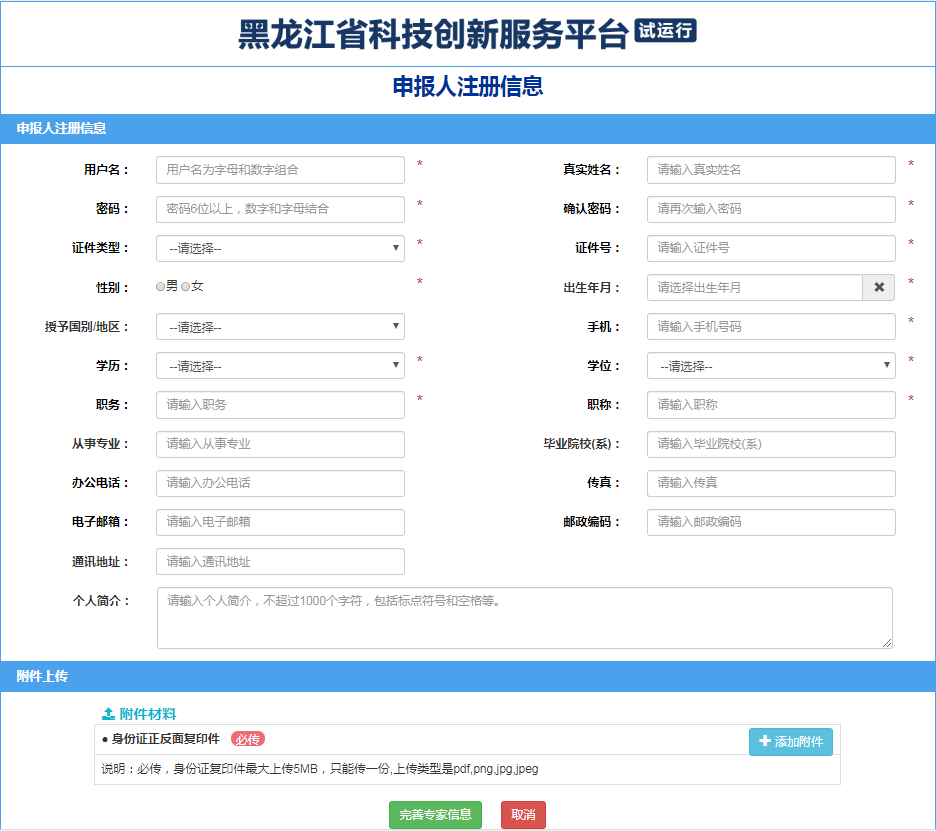 黑龙江省科技创新服务平台 试运行
申报人注册信息
申报人注册信息
用户名： 用户名为字母和数字组合 * 真实姓名： 请输入真实姓名 *
密码： 密码6位以上，数字和字母结合 * 确认密码： 请再次输入密码 *
证件类型： --请选择-- * 证件号： 请输入证件号 *
性别： 男 女 * 出生年月： 请选择出生年月 ✖ *
授予国别/地区： --请选择-- 手机： 请输入手机号码 *
学历： --请选择-- * 学位： --请选择-- *
职务： 请输入职务 * 职称： 请输入职称 *
从事专业： 请输入从事专业 毕业院校(系)： 请输入毕业院校(系)
办公电话： 请输入办公电话 传真： 请输入传真
电子邮箱： 请输入电子邮箱 邮政编码： 请输入邮政编码
通讯地址： 请输入通讯地址
个人简介： 请输入个人简介，不超过1000个字符，包括标点符号和空格等。
附件上传
附件材料
● 身份证正反面复印件 必传 ✚ 添加附件
说明：必传，身份证复印件最大上传5MB，只能传一份,上传类型是pdf,png,jpg,jpeg
完善专家信息 取消